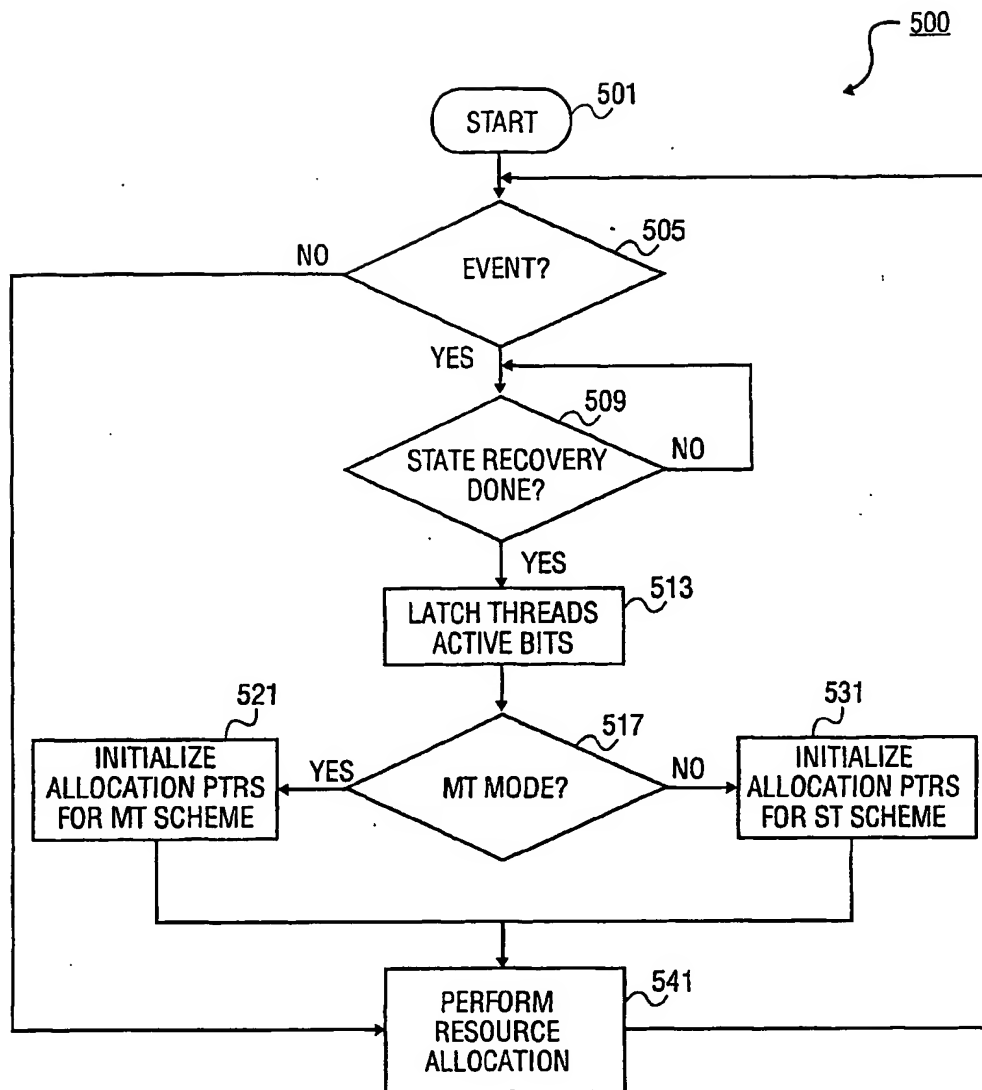 500
START
501
EVENT?
505
NO
YES
STATE RECOVERY
DONE?
509
NO
YES
LATCH THREADS
ACTIVE BITS
513
MT MODE?
517
YES
NO
521
INITIALIZE
ALLOCATION PTRS
FOR MT SCHEME
531
INITIALIZE
ALLOCATION PTRS
FOR ST SCHEME
PERFORM
RESOURCE
ALLOCATION
541